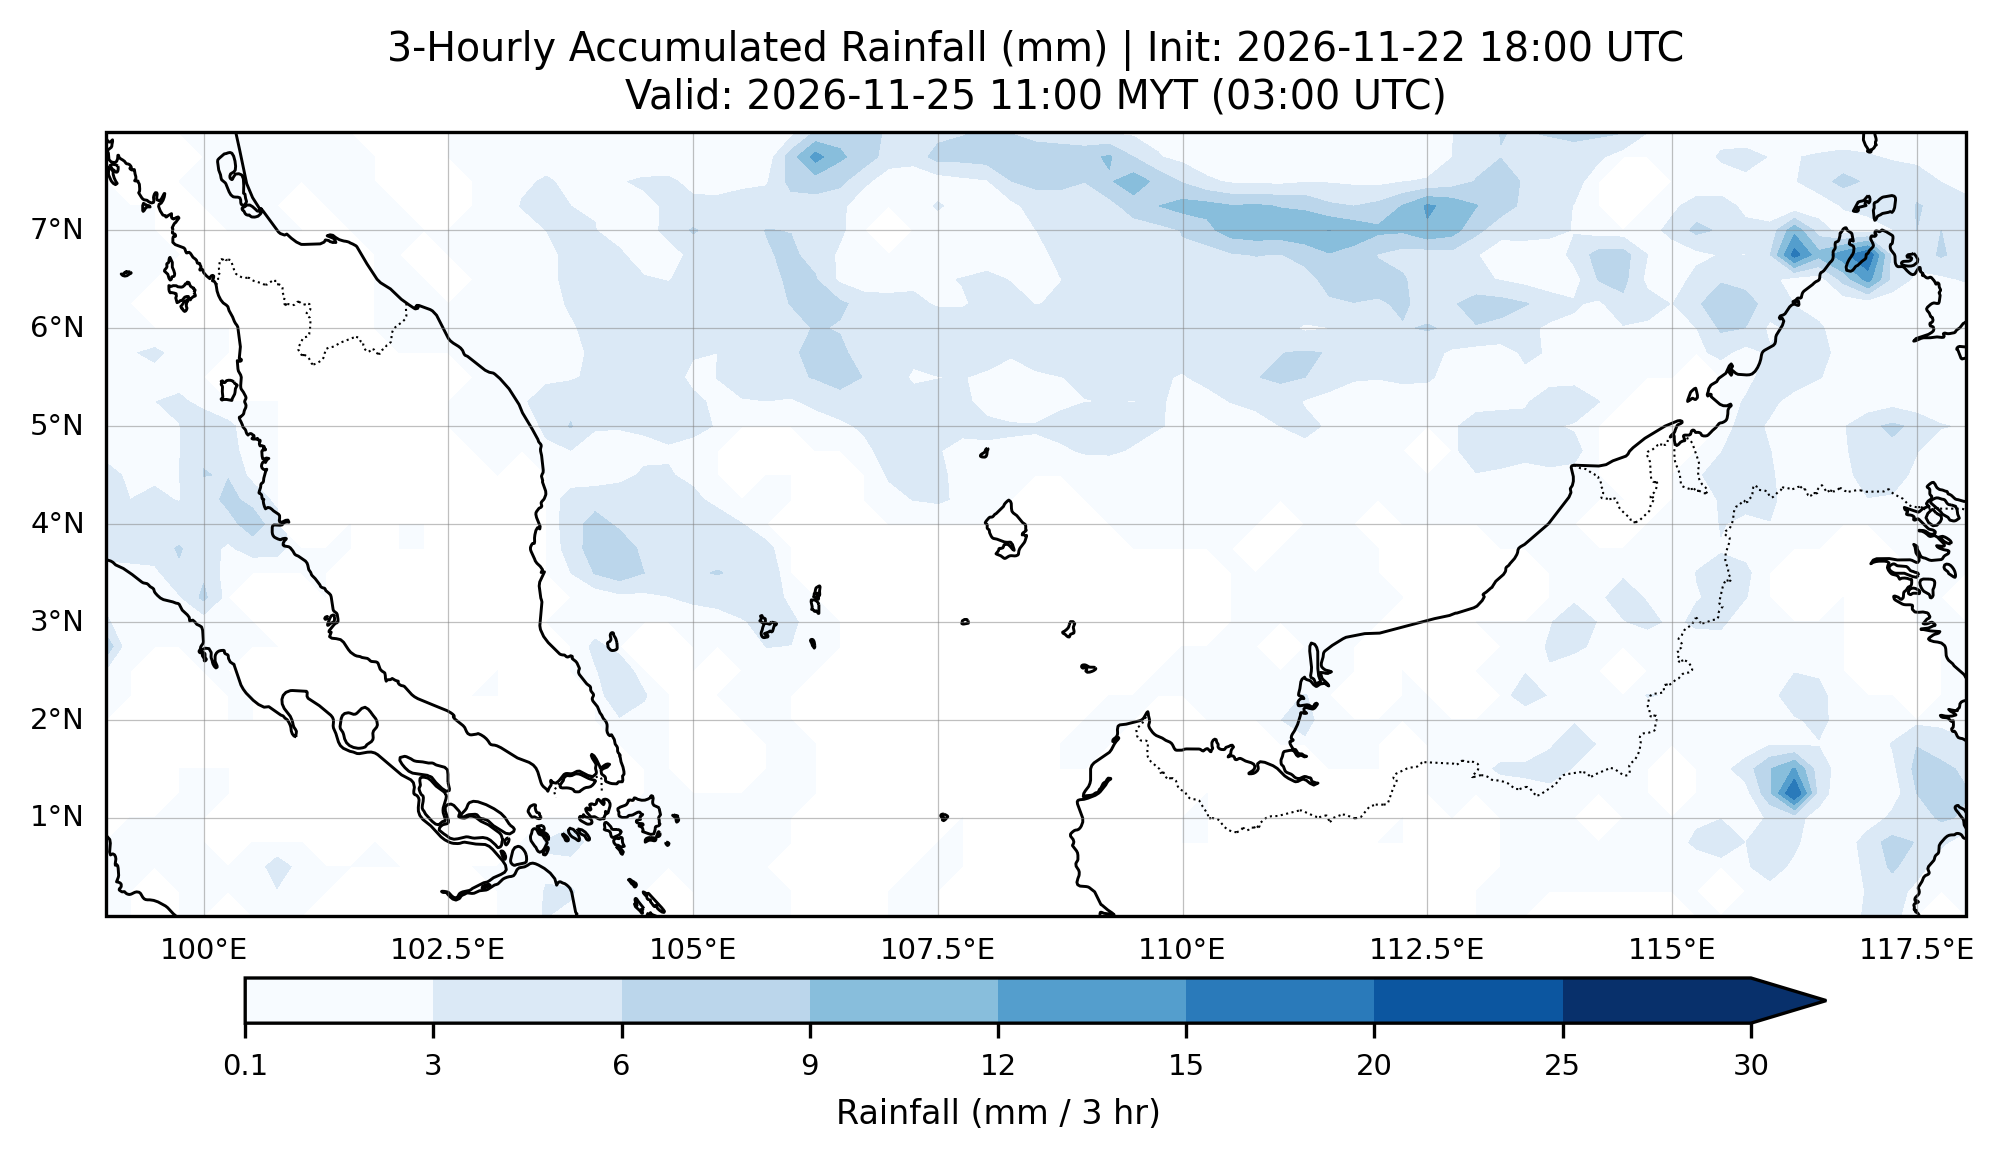 3-Hourly Accumulated Rainfall (mm) | Init: 2026-11-22 18:00 UTC
Valid: 2026-11-25 11:00 MYT (03:00 UTC)
7°N
6°N
5°N
4°N
3°N
2°N
1°N
100°E 102.5°E 105°E 107.5°E 110°E 112.5°E 115°E 117.5°E
0.1 3 6 9 12 15 20 25 30
Rainfall (mm / 3 hr)